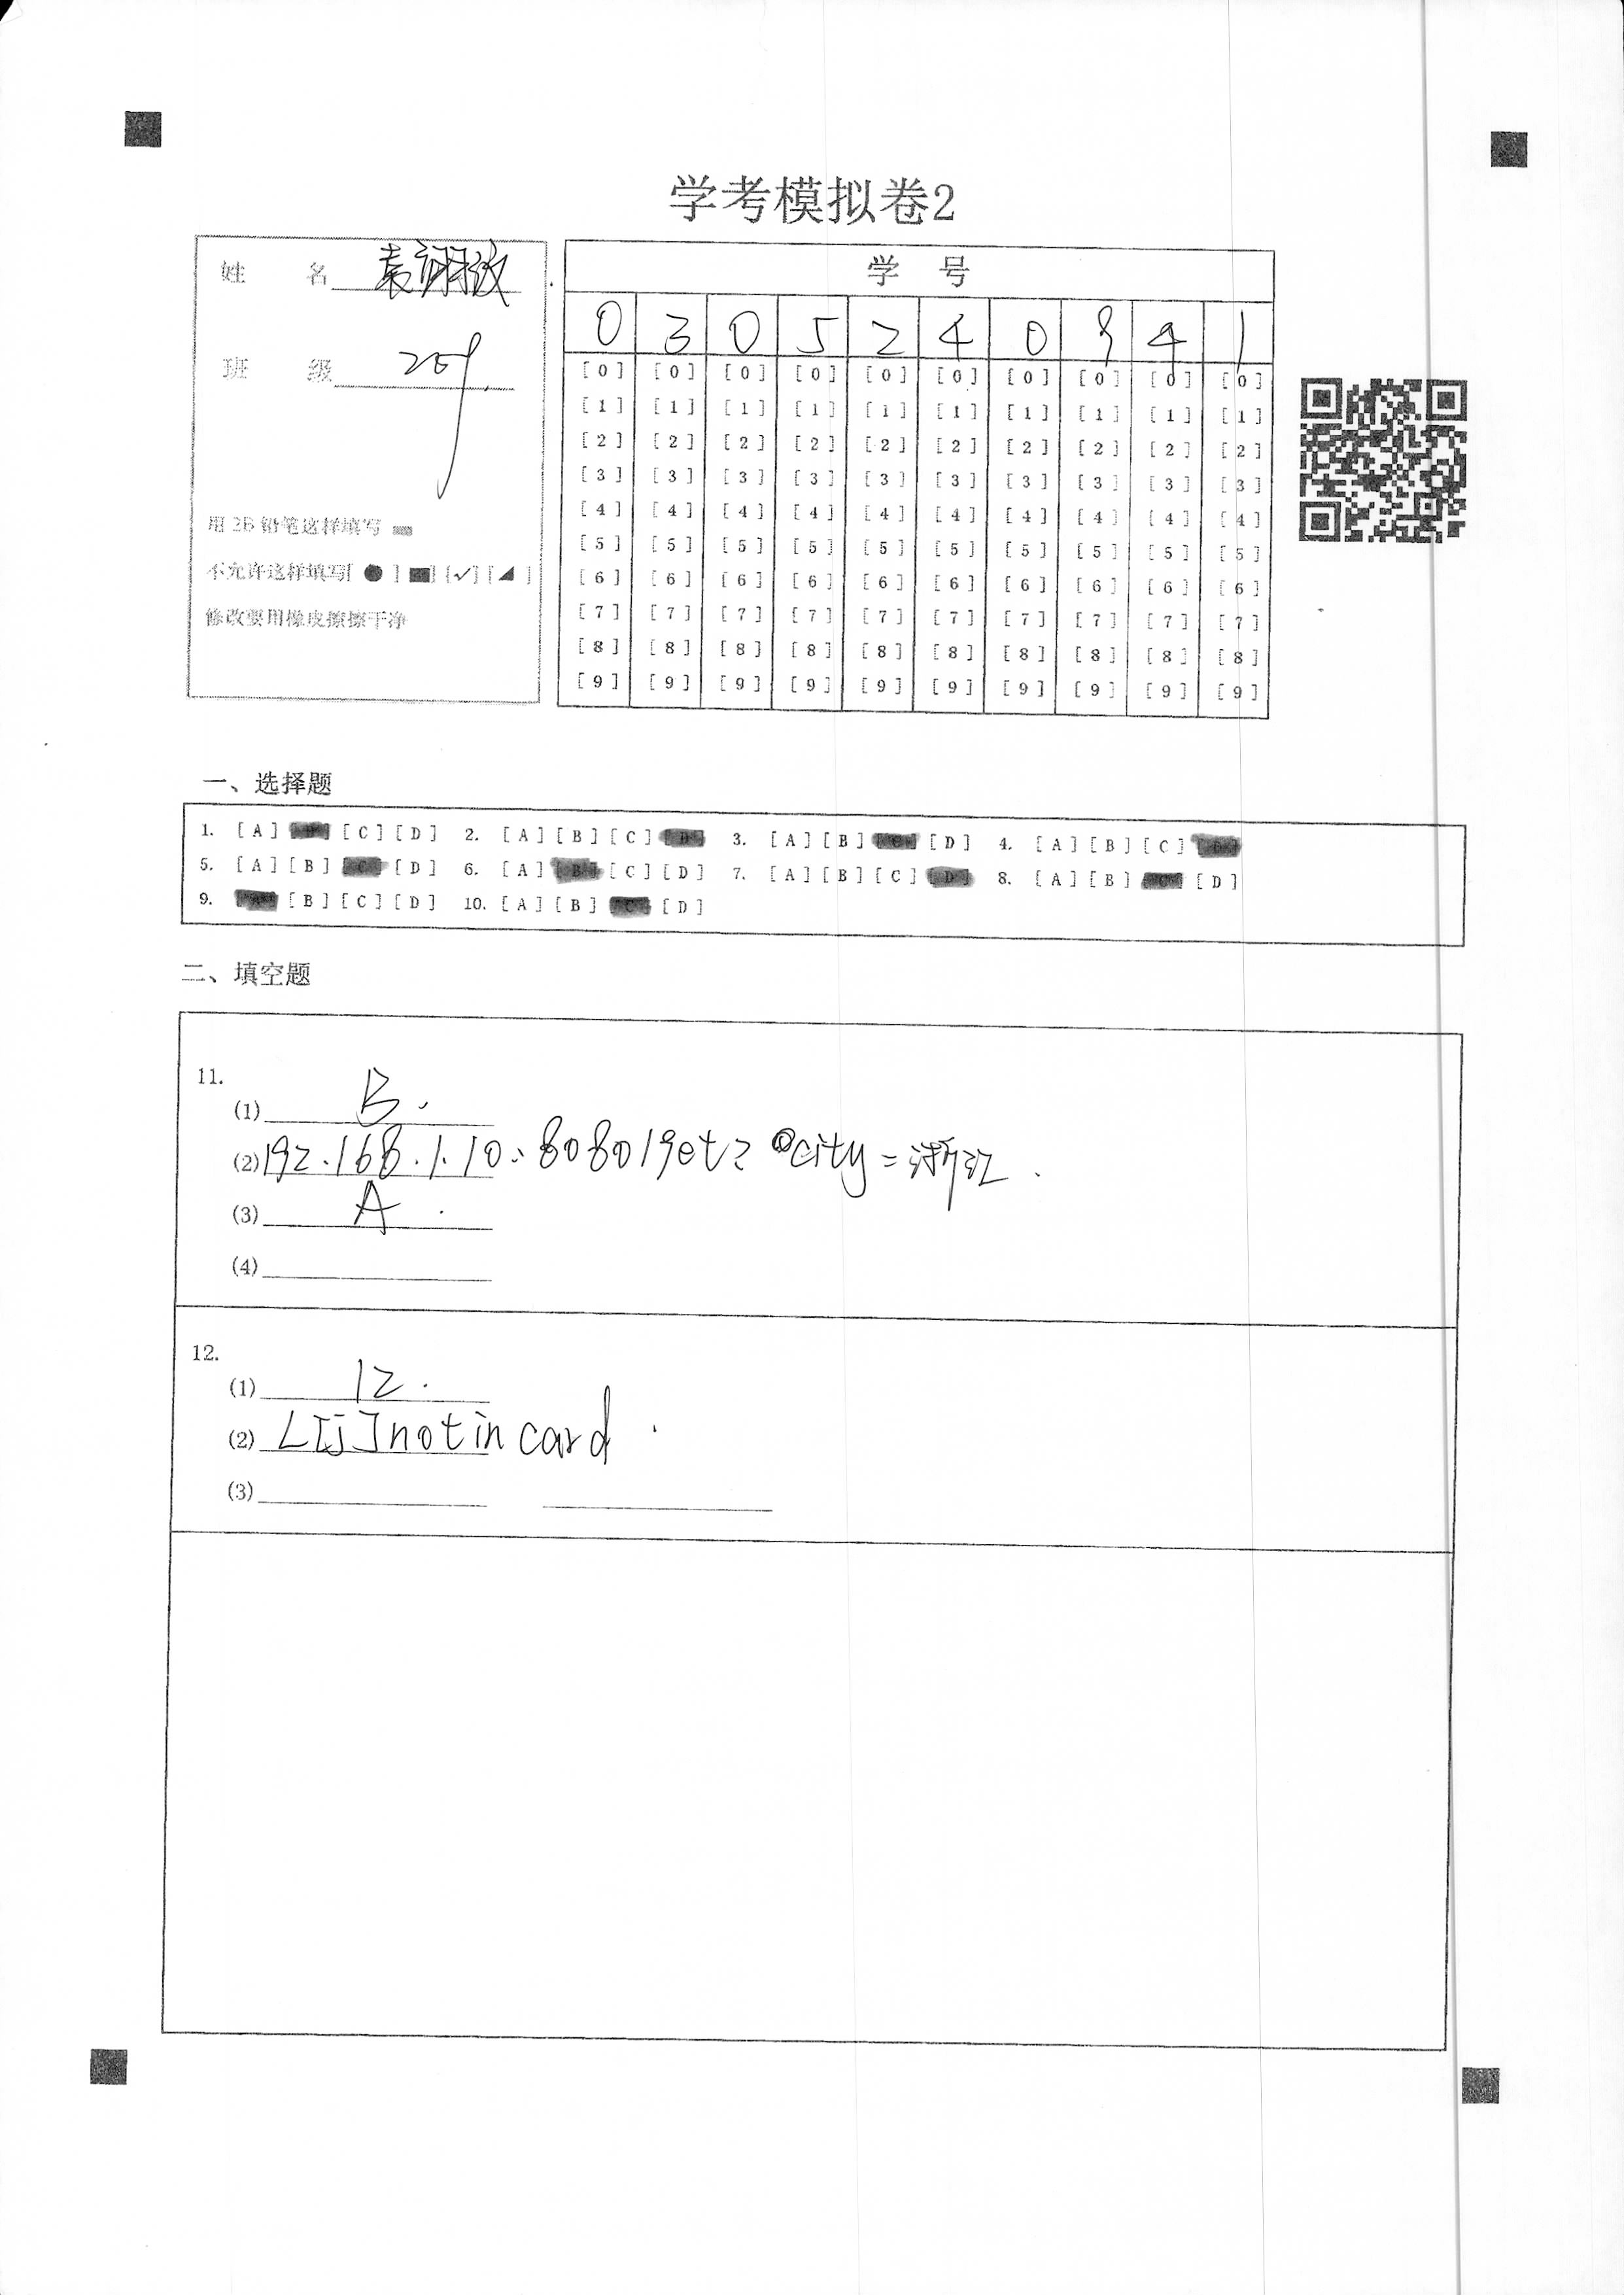 学考模拟卷2
姓 名 袁
班 级 209
用 2B 铅笔这样填写
不允许这样填写[ ● ] [■] [✓] [◢ ]
修改要用橡皮擦擦干净
学 号
0 3 0 5 2 4 0 9 4 1
[0] [0] [0] [0] [0] [0] [0] [0] [0] [0]
[1] [1] [1] [1] [1] [1] [1] [1] [1] [1]
[2] [2] [2] [2] [2] [2] [2] [2] [2] [2]
[3] [3] [3] [3] [3] [3] [3] [3] [3] [3]
[4] [4] [4] [4] [4] [4] [4] [4] [4] [4]
[5] [5] [5] [5] [5] [5] [5] [5] [5] [5]
[6] [6] [6] [6] [6] [6] [6] [6] [6] [6]
[7] [7] [7] [7] [7] [7] [7] [7] [7] [7]
[8] [8] [8] [8] [8] [8] [8] [8] [8] [8]
[9] [9] [9] [9] [9] [9] [9] [9] [9] [9]
一、选择题
1. [A] [B] [C] [D] 2. [A] [B] [C] [D] 3. [A] [B] [C] [D] 4. [A] [B] [C] [D]
5. [A] [B] [C] [D] 6. [A] [B] [C] [D] 7. [A] [B] [C] [D] 8. [A] [B] [C] [D]
9. [A] [B] [C] [D] 10. [A] [B] [C] [D]
二、填空题
11.
(1) B.
(2) 192.168.1.10:8080/get? city=浙江.
(3) A.
(4)
12.
(1) 12.
(2) L[j] not in card.
(3)